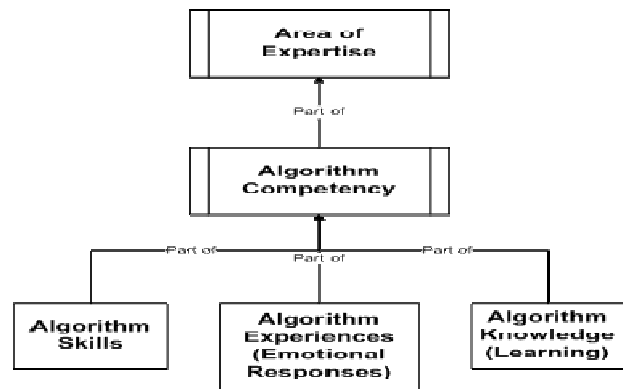 Area of
Expertise
Part of
Algorithm
Competency
Part of
Part of
Part of
Algorithm
Skills
Algorithm
Experiences
(Emotional
Responses)
Algorithm
Knowledge
(Learning)